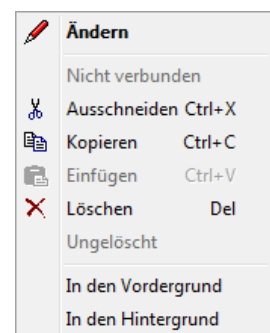 Ändern
Nicht verbunden
Ausschneiden Ctrl+X
Kopieren Ctrl+C
Einfügen Ctrl+V
Löschen Del
Ungelöscht
In den Vordergrund
In den Hintergrund